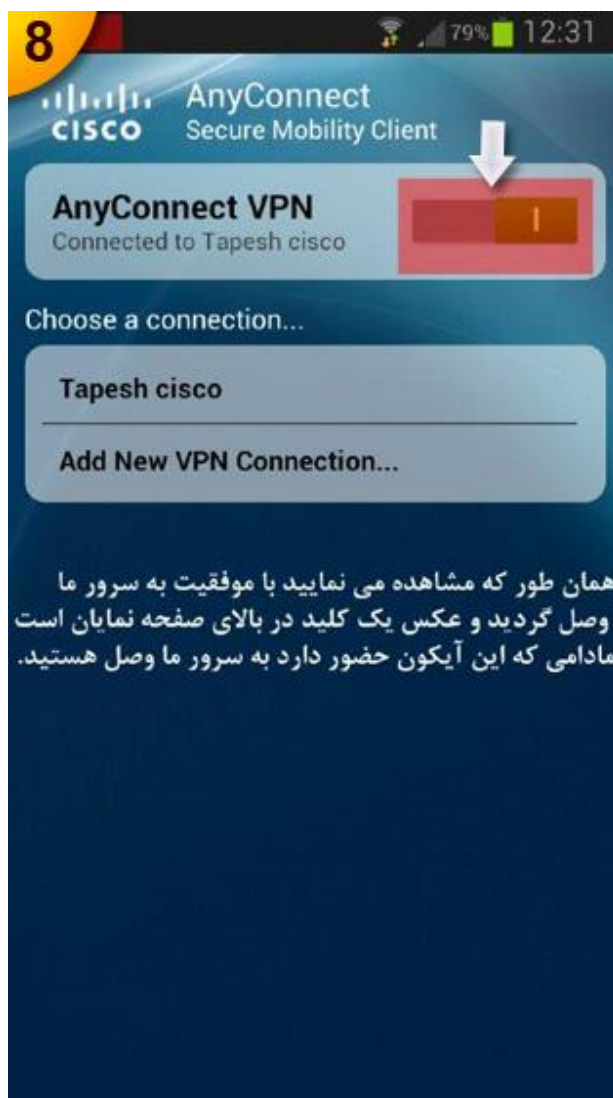 8
79% 12:31
CISCO
AnyConnect
Secure Mobility Client
AnyConnect VPN
Connected to Tapesh cisco
Choose a connection...
Tapesh cisco
Add New VPN Connection...
همان طور که مشاهده می نمایید با موفقیت به سرور ما
وصل گردید و عکس یک کلید در بالای صفحه نمایان است
مادامی که این آیکون حضور دارد به سرور ما وصل هستید.